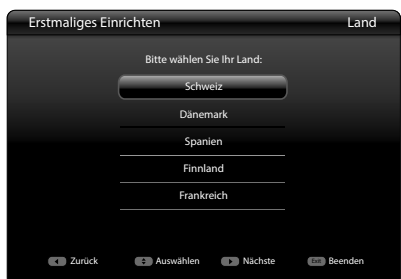 Erstmaliges Einrichten Land
Bitte wählen Sie Ihr Land:
Schweiz
Dänemark
Spanien
Finnland
Frankreich
Zurück Auswählen Nächste Exit Beenden